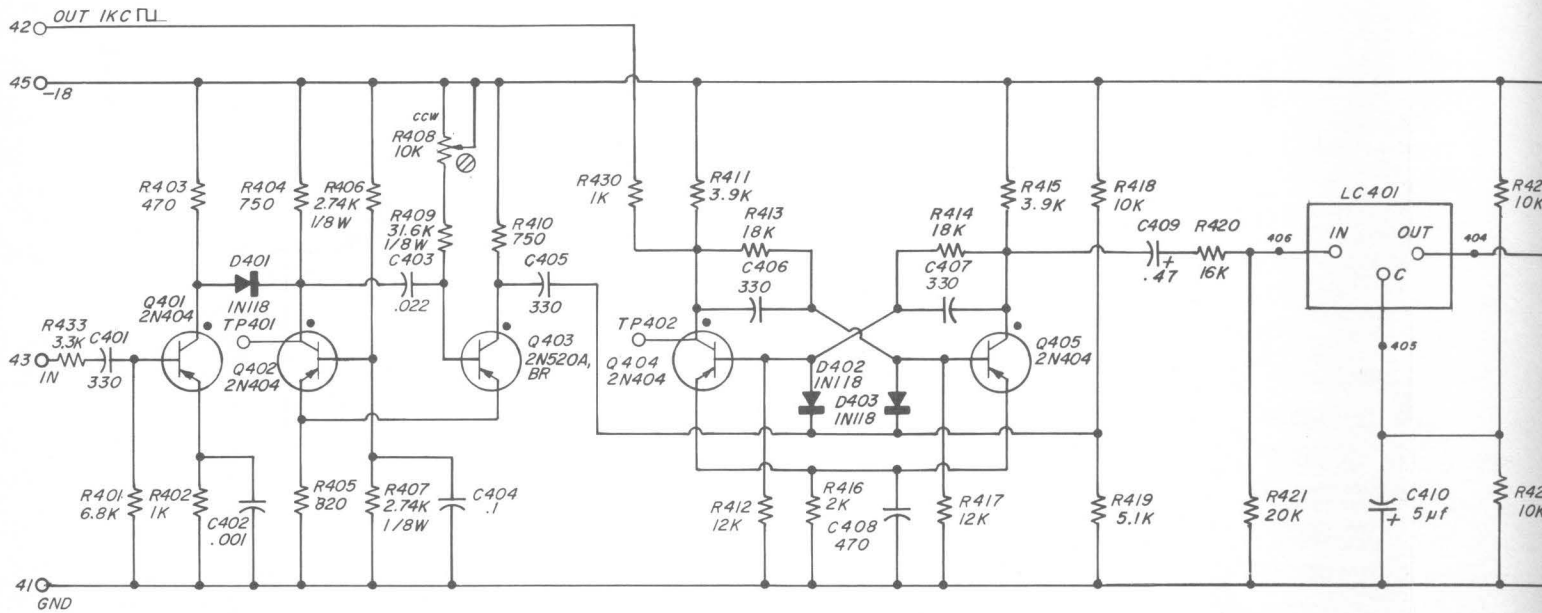 42 OUT 1KC
45
-18
CCW
R408
10K
R403
470
R404
750
R406
2.74K
1/8W
R409
31.6K
1/8W
R410
750
R430
1K
R411
3.9K
R413
18K
R414
18K
R415
3.9K
R418
10K
C409
+
.47
R420
16K
406
LC401
IN
OUT
C
404
405
R42
10K
D401
1N118
C403
.022
C405
330
C406
330
C407
330
Q401
2N404
TP401
Q402
2N404
Q403
2N520A,
BR
TP402
Q404
2N404
D402
1N118
D403
1N118
Q405
2N404
R433
3.3K
C401
330
43
IN
R401
6.8K
R402
1K
C402
.001
R405
820
R407
2.74K
1/8W
C404
.1
R412
12K
R416
2K
C408
470
R417
12K
R419
5.1K
R421
20K
C410
5µf
+
R42
10K
41
GND